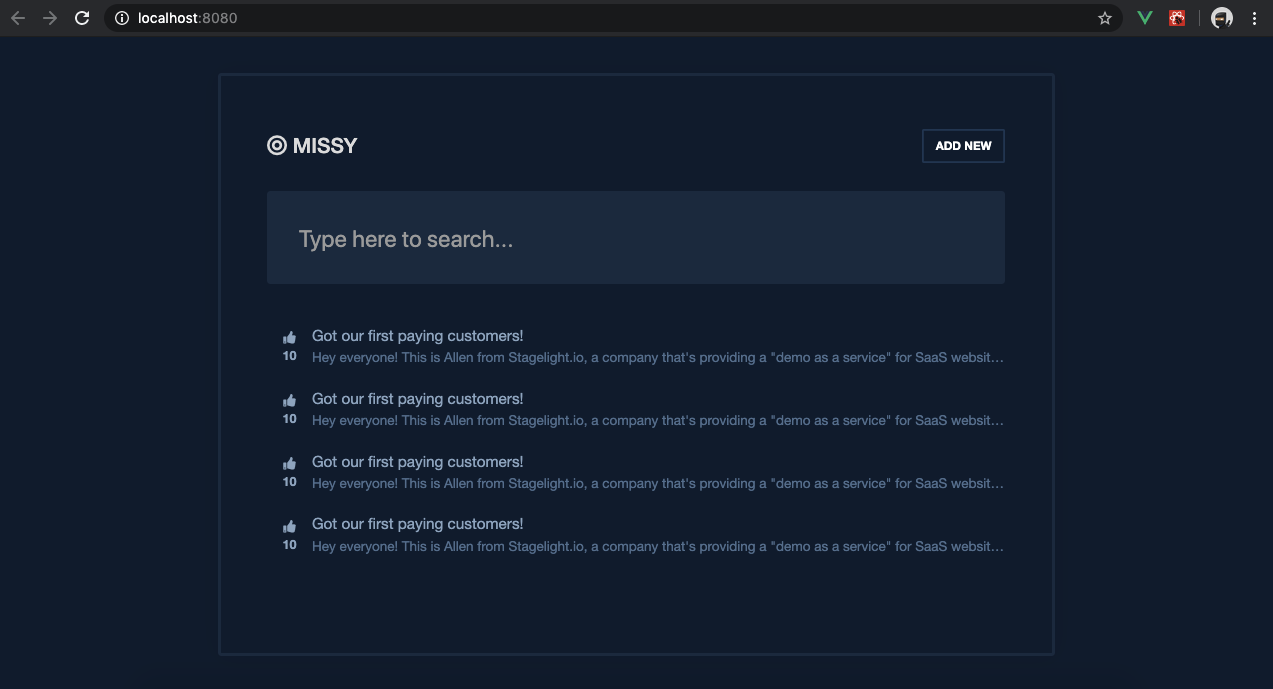 localhost:8080
MISSY
ADD NEW
Type here to search...
Got our first paying customers!
10 Hey everyone! This is Allen from Stagelight.io, a company that's providing a "demo as a service" for SaaS websit...
Got our first paying customers!
10 Hey everyone! This is Allen from Stagelight.io, a company that's providing a "demo as a service" for SaaS websit...
Got our first paying customers!
10 Hey everyone! This is Allen from Stagelight.io, a company that's providing a "demo as a service" for SaaS websit...
Got our first paying customers!
10 Hey everyone! This is Allen from Stagelight.io, a company that's providing a "demo as a service" for SaaS websit...